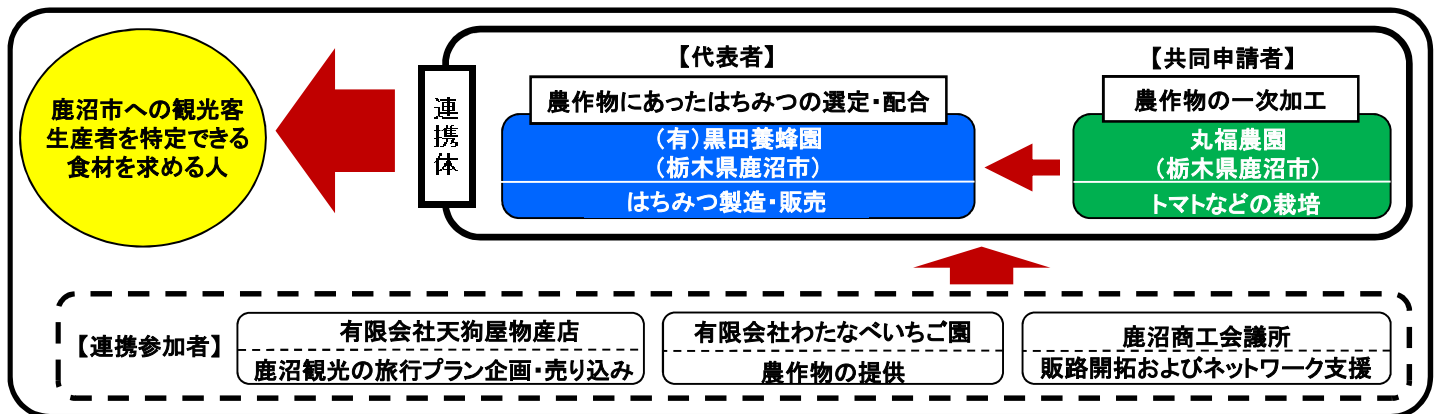 鹿沼市への観光客
生産者を特定できる
食材を求める人
連携体
【代表者】
農作物にあったはちみつの選定・配合
(有)黒田養蜂園
(栃木県鹿沼市)
はちみつ製造・販売
【共同申請者】
農作物の一次加工
丸福農園
(栃木県鹿沼市)
トマトなどの栽培
【連携参加者】
有限会社天狗屋物産店
鹿沼観光の旅行プラン企画・売り込み
有限会社わたなべいちご園
農作物の提供
鹿沼商工会議所
販路開拓およびネットワーク支援